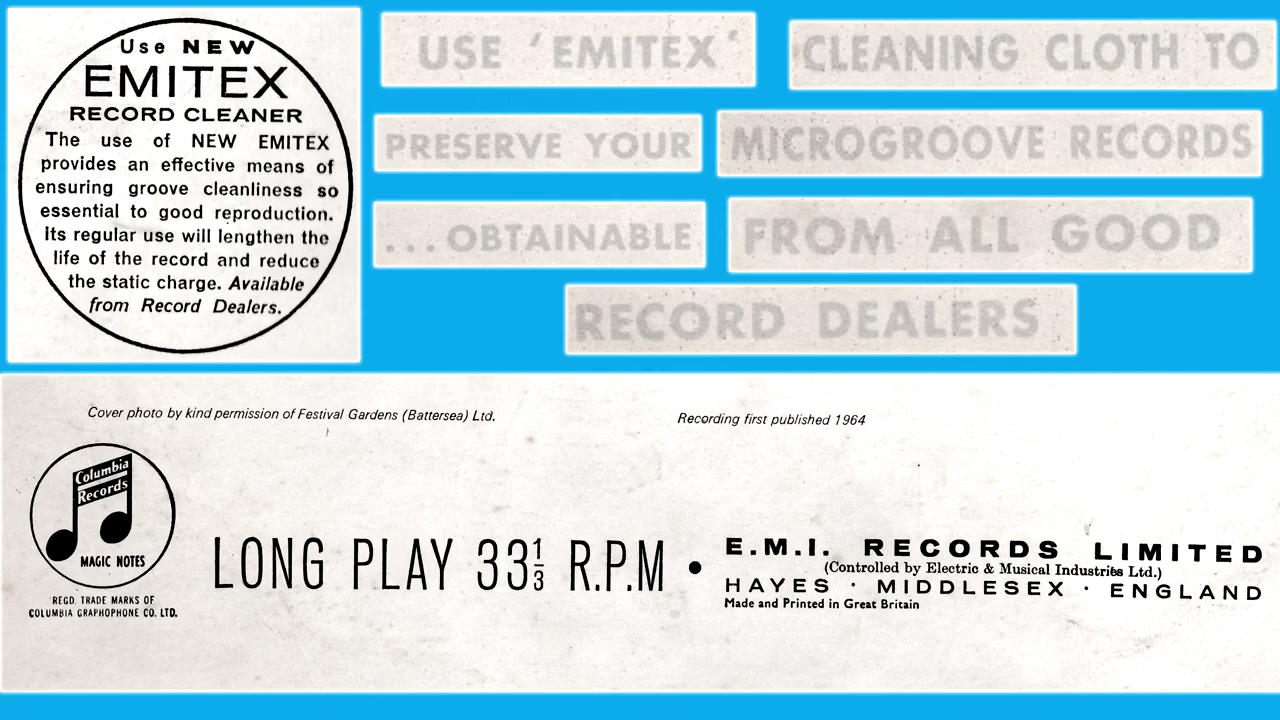 Use NEW
EMITEX
RECORD CLEANER
The use of NEW EMITEX
provides an effective means of
ensuring groove cleanliness so
essential to good reproduction.
Its regular use will lengthen the
life of the record and reduce
the static charge. Available
from Record Dealers.
USE ‘EMITEX‘ CLEANING CLOTH TO
PRESERVE YOUR MICROGROOVE RECORDS
...OBTAINABLE FROM ALL GOOD
RECORD DEALERS
Cover photo by kind permission of Festival Gardens (Battersea) Ltd.
Recording first published 1964
Columbia
Records
MAGIC NOTES
REGD. TRADE MARKS OF
COLUMBIA GRAPHOPHONE CO. LTD.
LONG PLAY 33⅓ R.P.M •
E.M.I. RECORDS LIMITED
(Controlled by Electric & Musical Industries Ltd.)
HAYES · MIDDLESEX · ENGLAND
Made and Printed in Great Britain